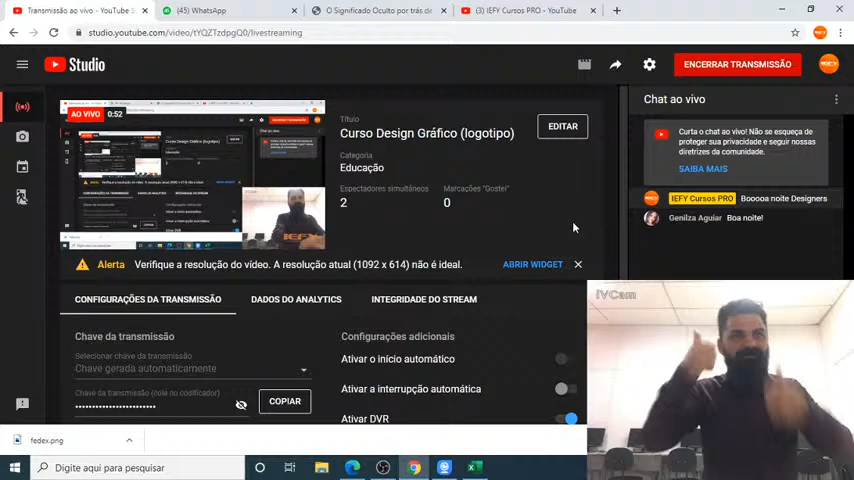 Transmissão ao vivo - YouTube S
(45) WhatsApp
O Significado Oculto por trás de
(3) IEFY Cursos PRO - YouTube
studio.youtube.com/video/tYQZTzdpgQ0/livestreaming
Studio
ENCERRAR TRANSMISSÃO
AO VIVO 0:52
Título
Curso Design Gráfico (logotipo)
EDITAR
Categoria
Educação
Espectadores simultâneos
Marcações "Gostei"
2
0
Alerta Verifique a resolução do vídeo. A resolução atual (1092 x 614) não é ideal.
ABRIR WIDGET
CONFIGURAÇÕES DA TRANSMISSÃO
DADOS DO ANALYTICS
INTEGRIDADE DO STREAM
Chave da transmissão
Selecionar chave da transmissão
Chave gerada automaticamente
Chave da transmissão (cole no codificador)
COPIAR
Configurações adicionais
Ativar o início automático
Ativar a interrupção automática
Ativar DVR
Chat ao vivo
Curta o chat ao vivo! Não se esqueça de
proteger sua privacidade e seguir nossas
diretrizes da comunidade.
SAIBA MAIS
IEFY Cursos PRO Booooa noite Designers
Genilza Aguiar Boa noite!
iVCam
fedex.png
Digite aqui para pesquisar